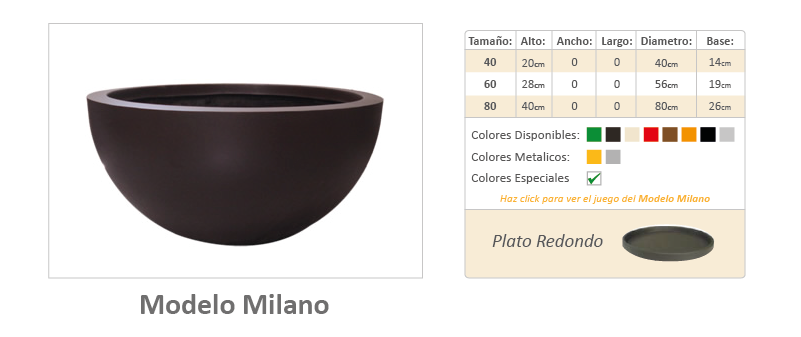 Tamaño: Alto: Ancho: Largo: Diametro: Base:
40 20cm 0 0 40cm 14cm
60 28cm 0 0 56cm 19cm
80 40cm 0 0 80cm 26cm
Colores Disponibles:
Colores Metalicos:
Colores Especiales
Haz click para ver el juego del Modelo Milano
Plato Redondo
Modelo Milano